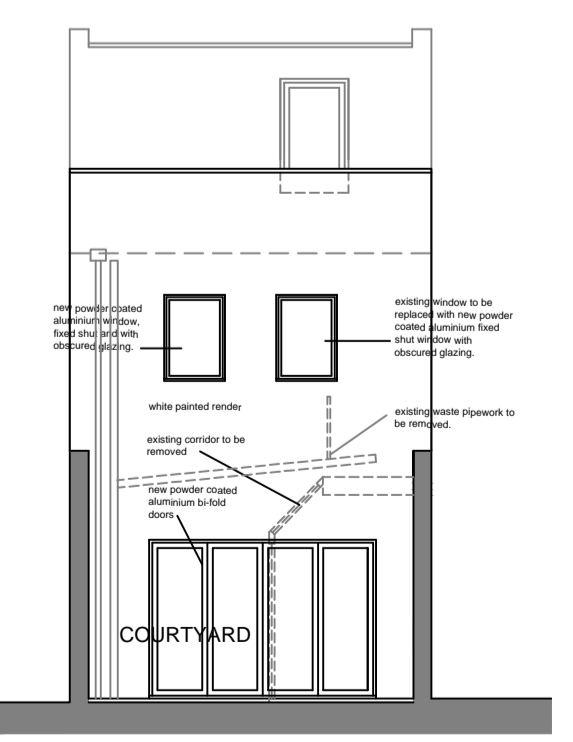 new powder coated
aluminium window,
fixed shut and with
obscured glazing.
existing window to be
replaced with new powder
coated aluminium fixed
shut window with
obscured glazing.
white painted render
existing waste pipework to
be removed.
existing corridor to be
removed
new powder coated
aluminium bi-fold
doors
COURTYARD